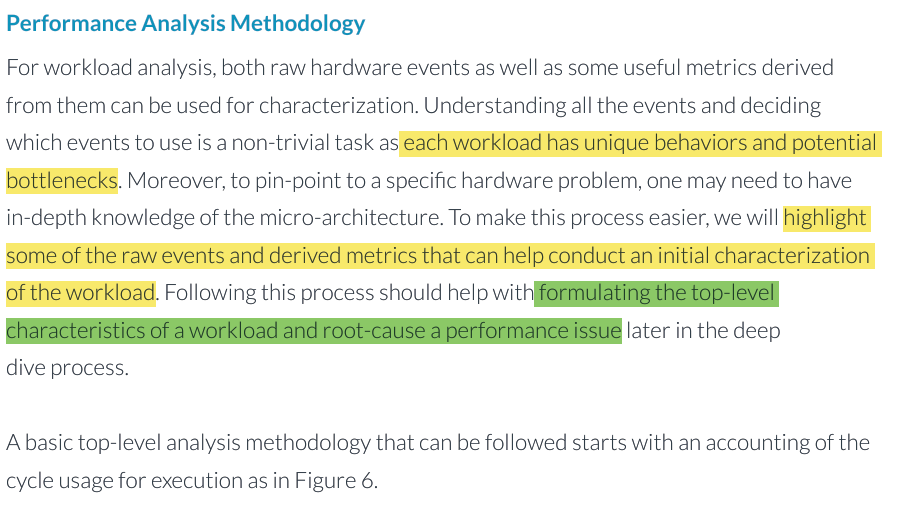 Performance Analysis Methodology
For workload analysis, both raw hardware events as well as some useful metrics derived
from them can be used for characterization. Understanding all the events and deciding
which events to use is a non-trivial task as each workload has unique behaviors and potential
bottlenecks. Moreover, to pin-point to a specific hardware problem, one may need to have
in-depth knowledge of the micro-architecture. To make this process easier, we will highlight
some of the raw events and derived metrics that can help conduct an initial characterization
of the workload. Following this process should help with formulating the top-level
characteristics of a workload and root-cause a performance issue later in the deep
dive process.
A basic top-level analysis methodology that can be followed starts with an accounting of the
cycle usage for execution as in Figure 6.